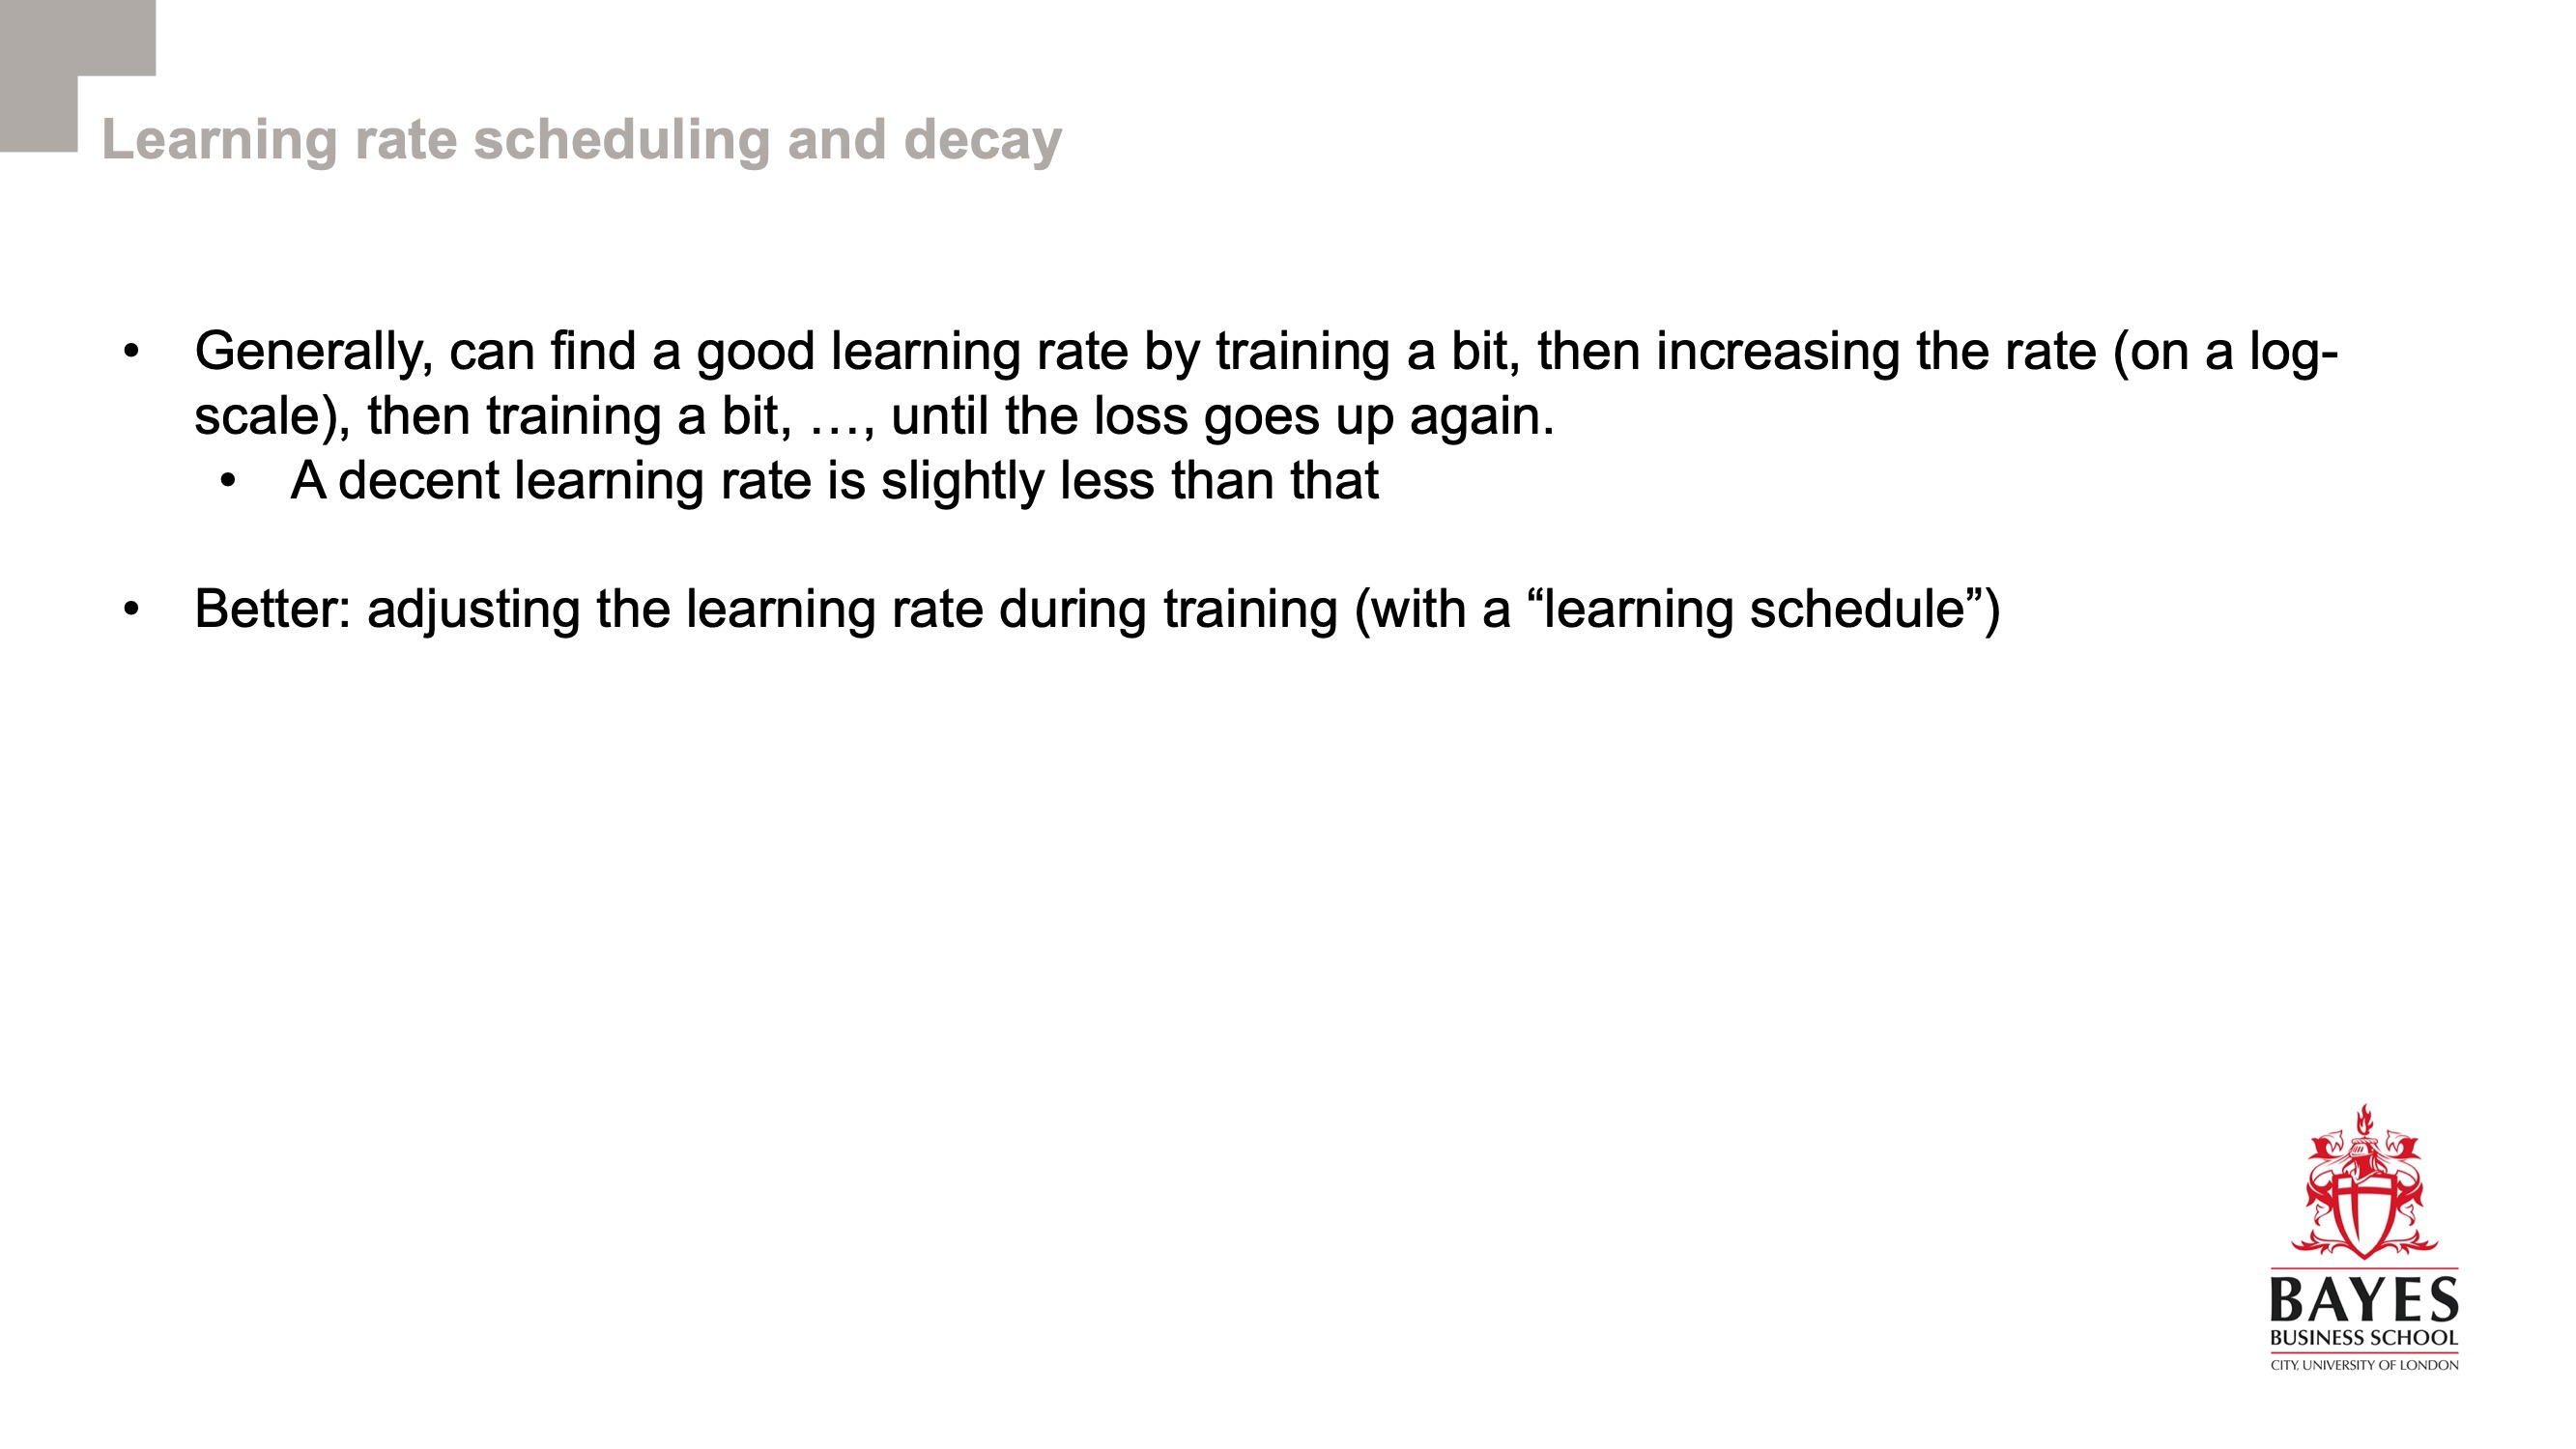 Learning rate scheduling and decay
• Generally, can find a good learning rate by training a bit, then increasing the rate (on a log-
scale), then training a bit, …, until the loss goes up again.
• A decent learning rate is slightly less than that
• Better: adjusting the learning rate during training (with a “learning schedule”)
BAYES
BUSINESS SCHOOL
CITY, UNIVERSITY OF LONDON